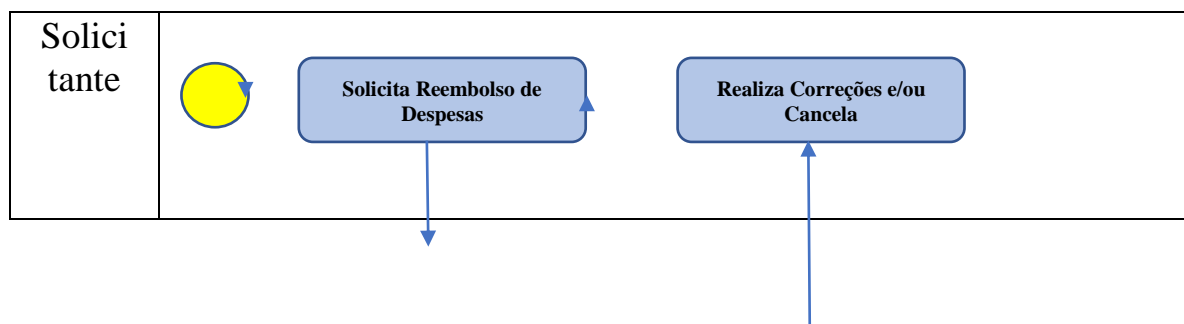 Solici
tante
Solicita Reembolso de
Despesas
Realiza Correções e/ou
Cancela